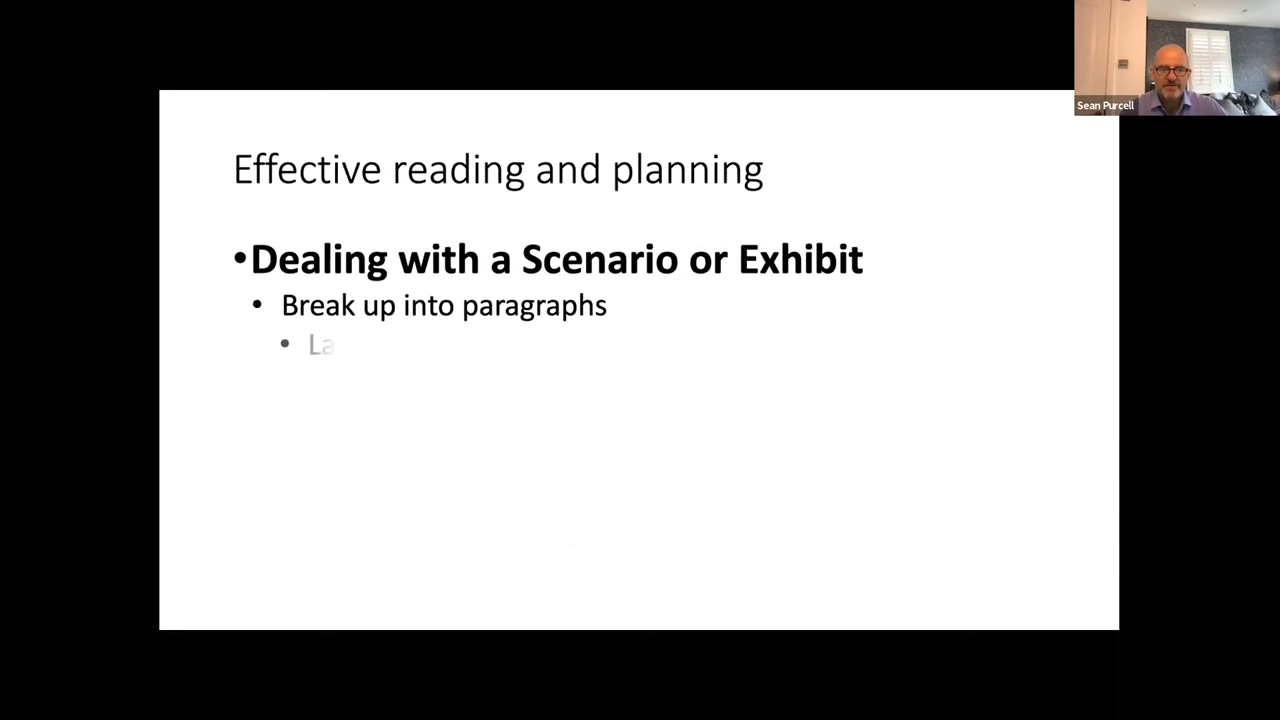 Sean Purcell
Effective reading and planning
•Dealing with a Scenario or Exhibit
• Break up into paragraphs
• La